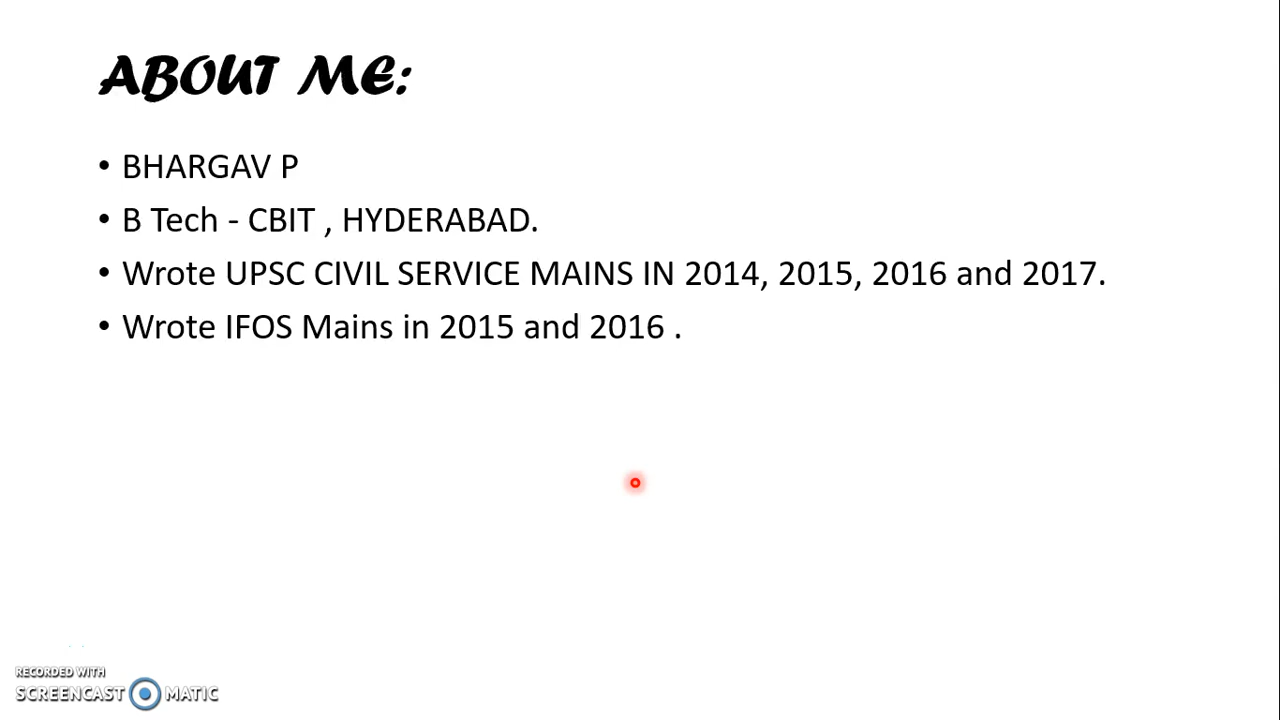 ABOUT ME:
• BHARGAV P
• B Tech - CBIT , HYDERABAD.
• Wrote UPSC CIVIL SERVICE MAINS IN 2014, 2015, 2016 and 2017.
• Wrote IFOS Mains in 2015 and 2016 .
RECORDED WITH
SCREENCAST MATIC